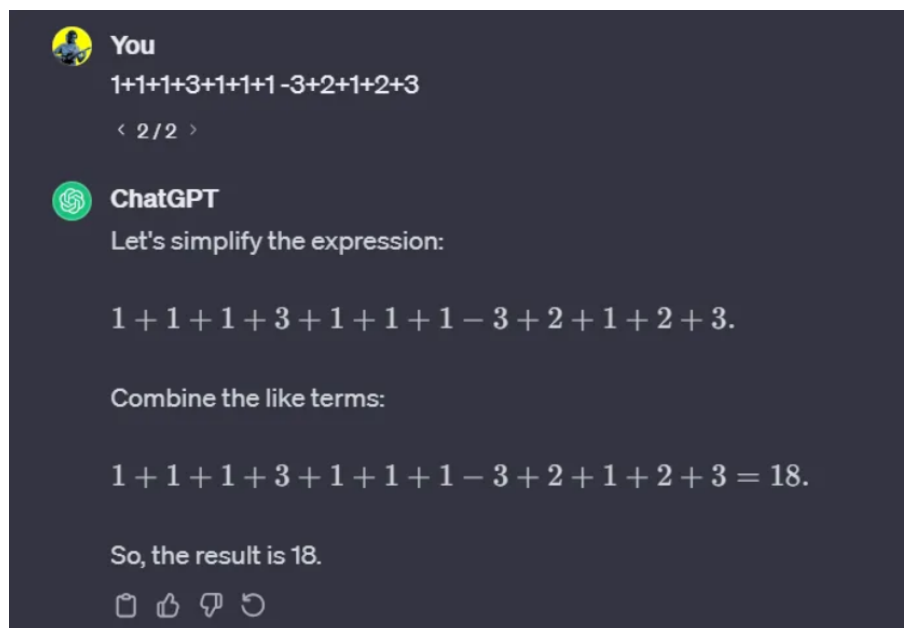 You
1+1+1+3+1+1+1 -3+2+1+2+3
< 2 / 2 >
ChatGPT
Let's simplify the expression:
1 + 1 + 1 + 3 + 1 + 1 + 1 − 3 + 2 + 1 + 2 + 3.
Combine the like terms:
1 + 1 + 1 + 3 + 1 + 1 + 1 − 3 + 2 + 1 + 2 + 3 = 18.
So, the result is 18.